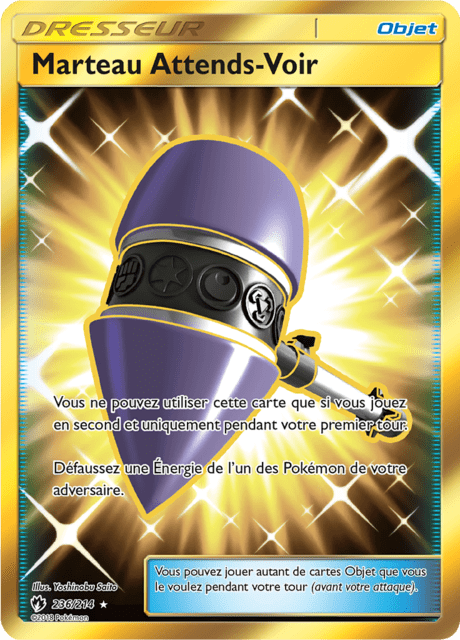 DRESSEUR
Objet
Marteau Attends-Voir
Vous ne pouvez utiliser cette carte que si vous jouez
en second et uniquement pendant votre premier tour.
Défaussez une Énergie de l'un des Pokémon de votre
adversaire.
Illus. Yoshinobu Saito
Vous pouvez jouer autant de cartes Objet que vous
le voulez pendant votre tour (avant votre attaque).
236/214 ★
©2018 Pokémon